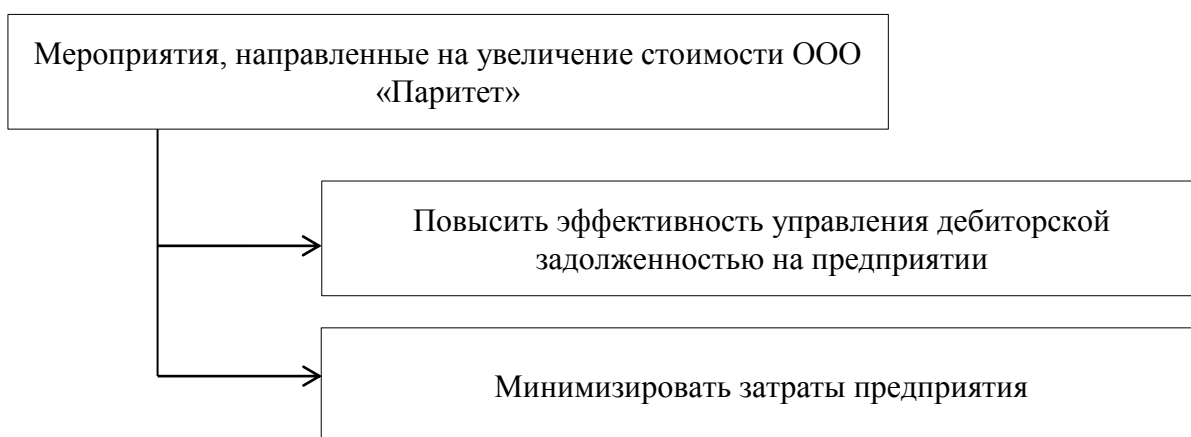 Мероприятия, направленные на увеличение стоимости ООО
«Паритет»
Повысить эффективность управления дебиторской
задолженностью на предприятии
Минимизировать затраты предприятия